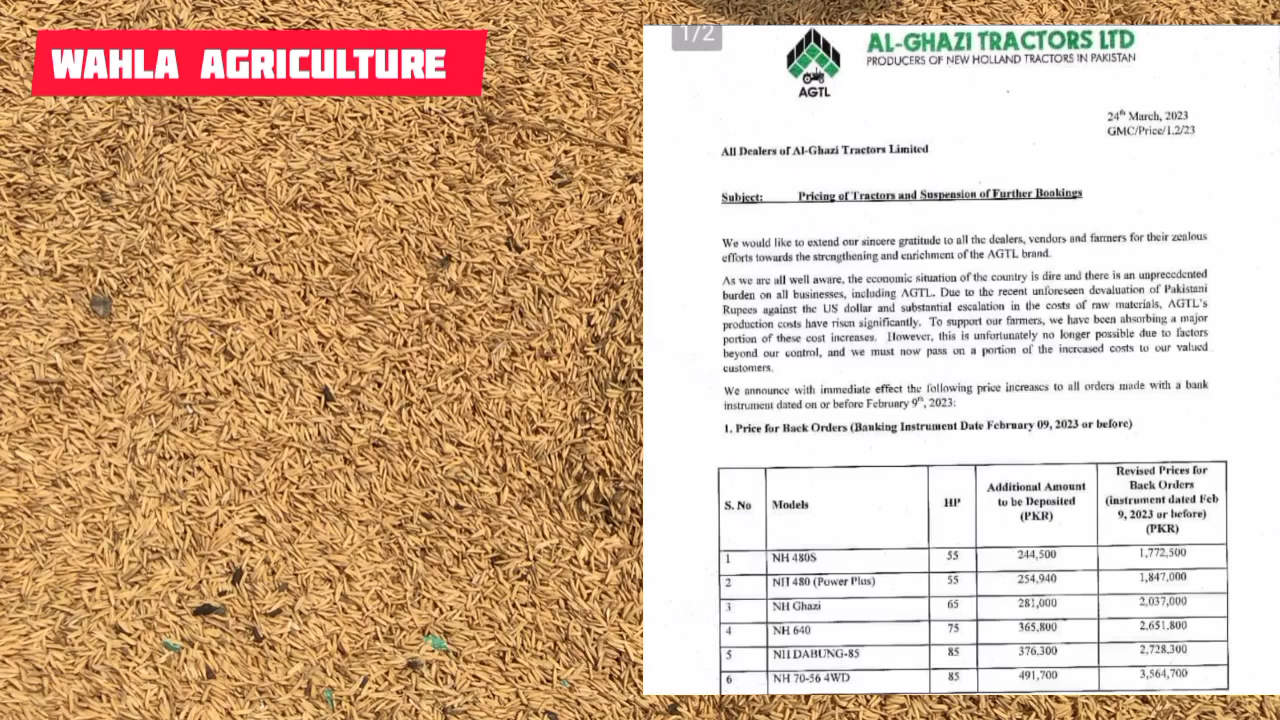 WAHLA AGRICULTURE
1/2
AL-GHAZI TRACTORS LTD
PRODUCERS OF NEW HOLLAND TRACTORS IN PAKISTAN
AGTL
24th March, 2023
GMC/Price/1.2/23
All Dealers of Al-Ghazi Tractors Limited
Subject: Pricing of Tractors and Suspension of Further Bookings
We would like to extend our sincere gratitude to all the dealers, vendors and farmers for their zealous
efforts towards the strengthening and enrichment of the AGTL brand.
As we are all well aware, the economic situation of the country is dire and there is an unprecedented
burden on all businesses, including AGTL. Due to the recent unforeseen devaluation of Pakistani
Rupees against the US dollar and substantial escalation in the costs of raw materials, AGTL's
production costs have risen significantly. To support our farmers, we have been absorbing a major
portion of these cost increases. However, this is unfortunately no longer possible due to factors
beyond our control, and we must now pass on a portion of the increased costs to our valued
customers.
We announce with immediate effect the following price increases to all orders made with a bank
instrument dated on or before February 9th, 2023:
1. Price for Back Orders (Banking Instrument Date February 09, 2023 or before)
S. No Models HP Additional Amount to be Deposited (PKR) Revised Prices for Back Orders (instrument dated Feb 9, 2023 or before) (PKR)
1 NH 480S 55 244,500 1,772,500
2 NH 480 (Power Plus) 55 254,940 1,847,000
3 NH Ghazi 65 281,000 2,037,000
4 NH 640 75 365,800 2,651,800
5 NH DABUNG-85 85 376,300 2,728,300
6 NH 70-56 4WD 85 491,700 3,564,700